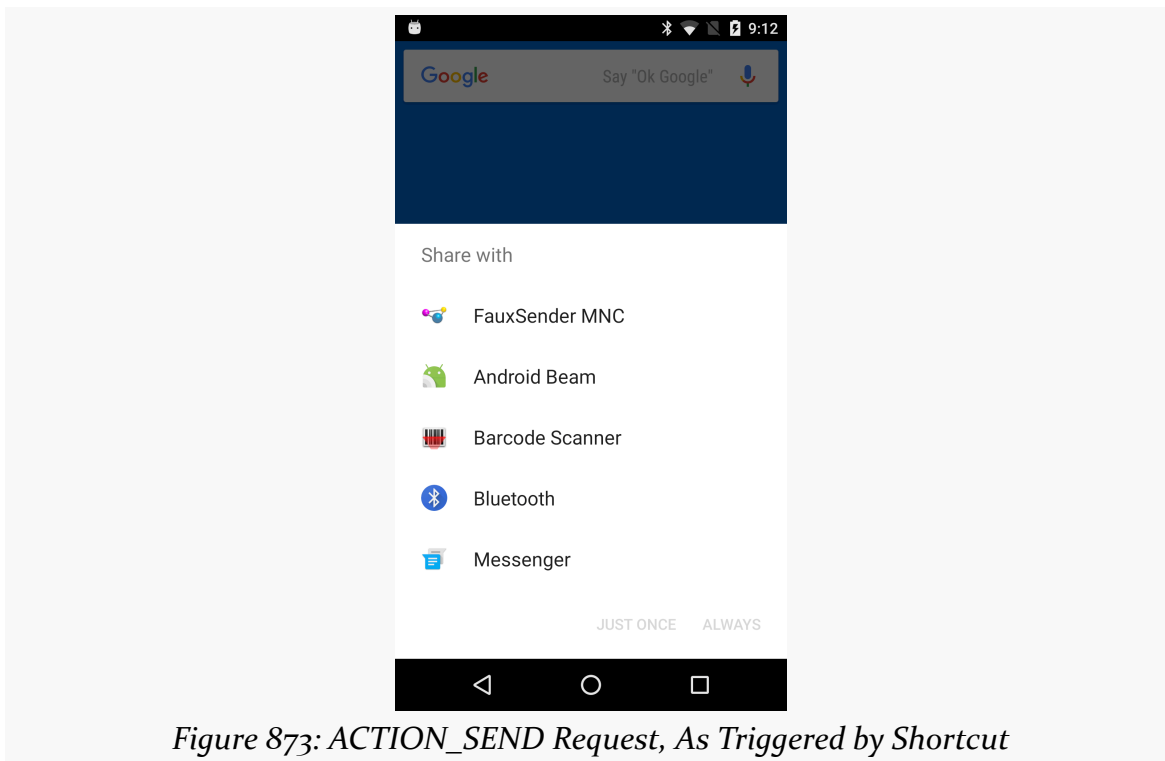 9:12
Google Say "Ok Google"
Share with
FauxSender MNC
Android Beam
Barcode Scanner
Bluetooth
Messenger
JUST ONCE ALWAYS
Figure 873: ACTION_SEND Request, As Triggered by Shortcut